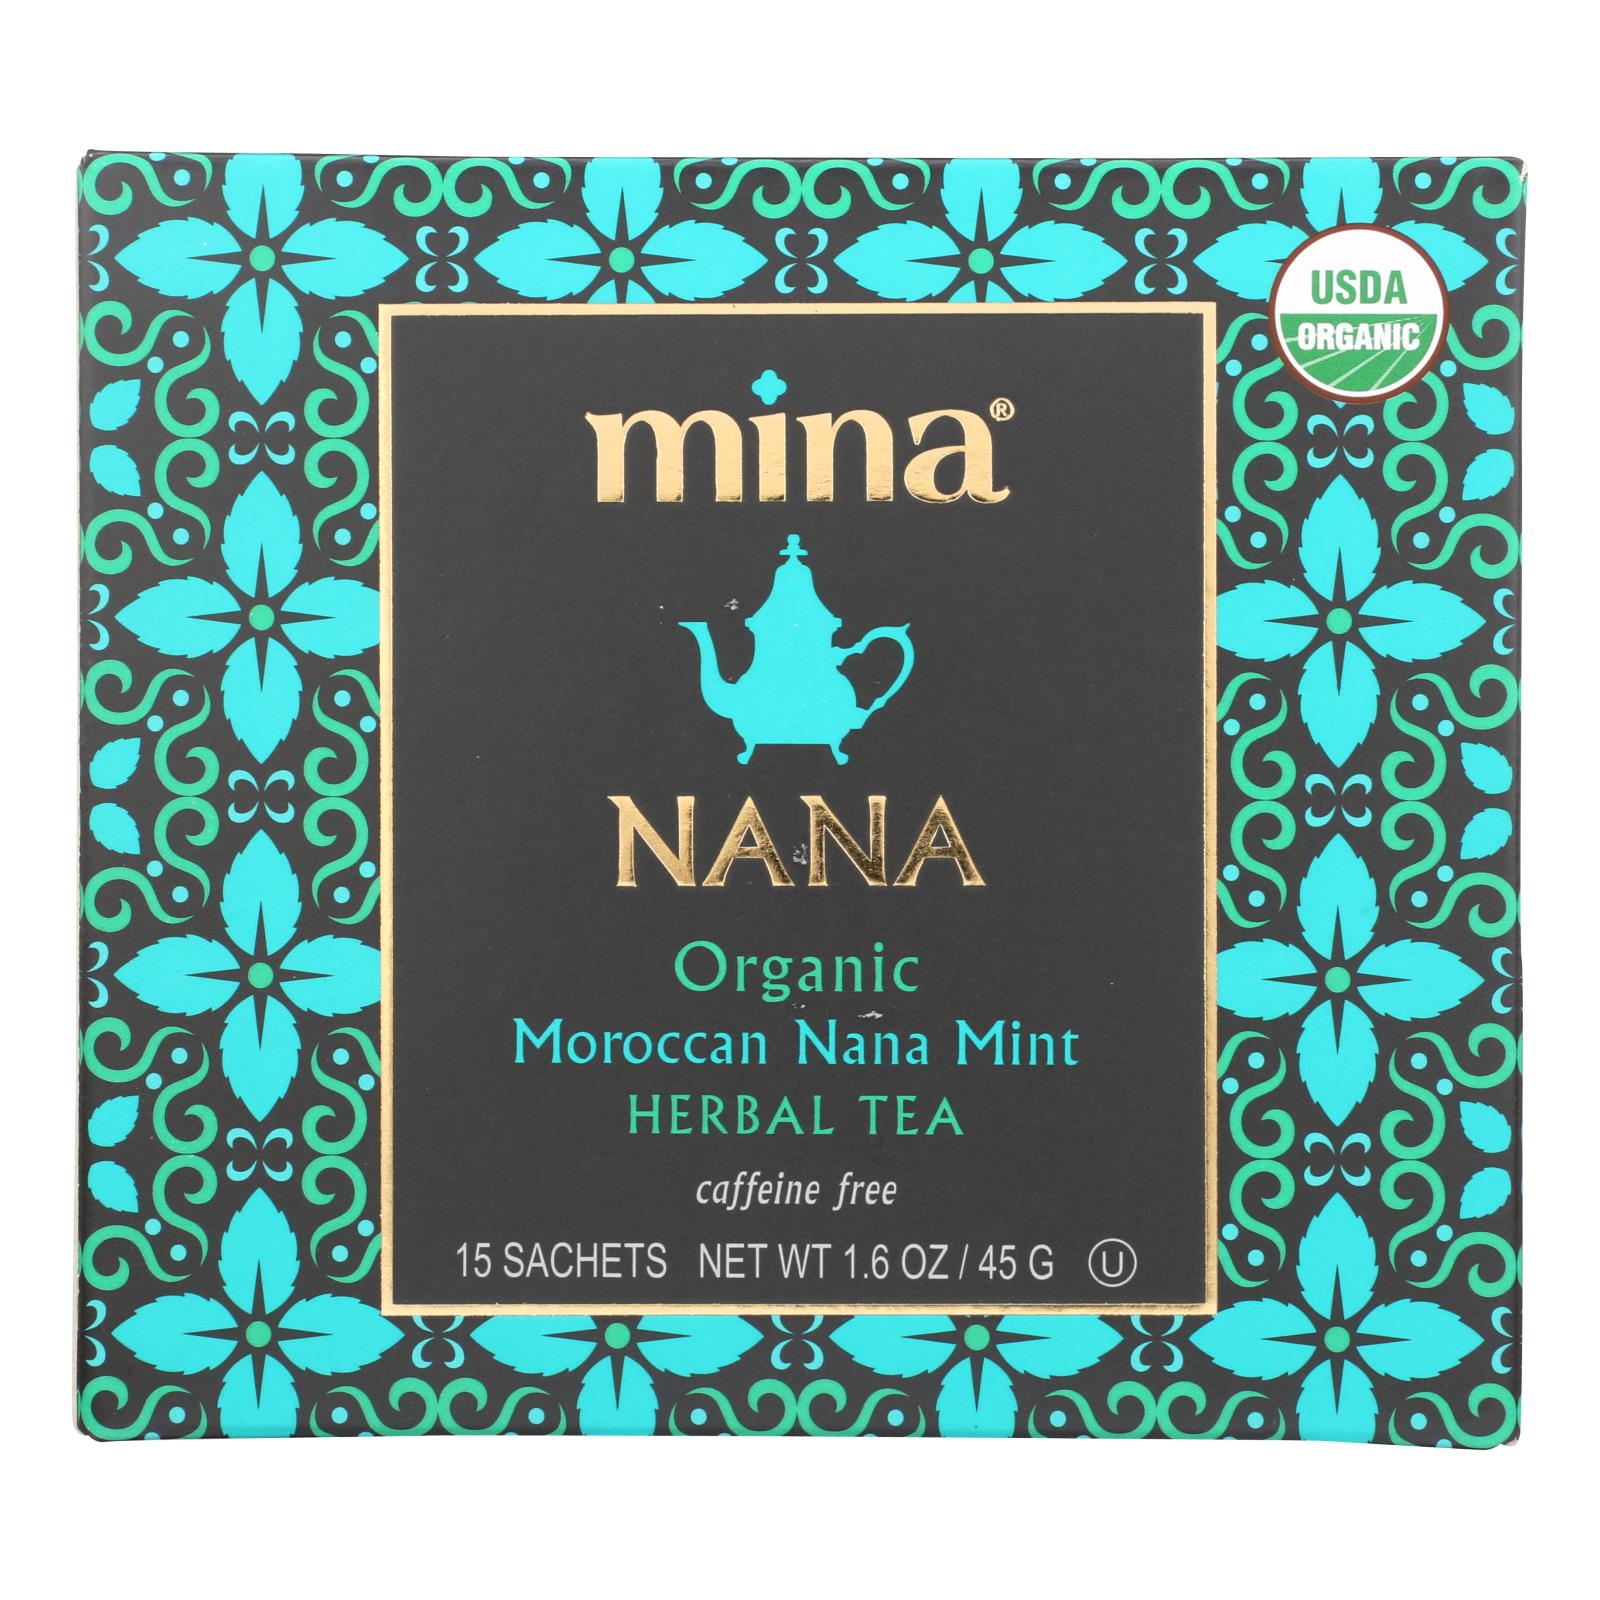 USDA
ORGANIC
mina®
NANA
Organic
Moroccan Nana Mint
HERBAL TEA
caffeine free
15 SACHETS NET WT 1.6 OZ / 45 G Ⓤ